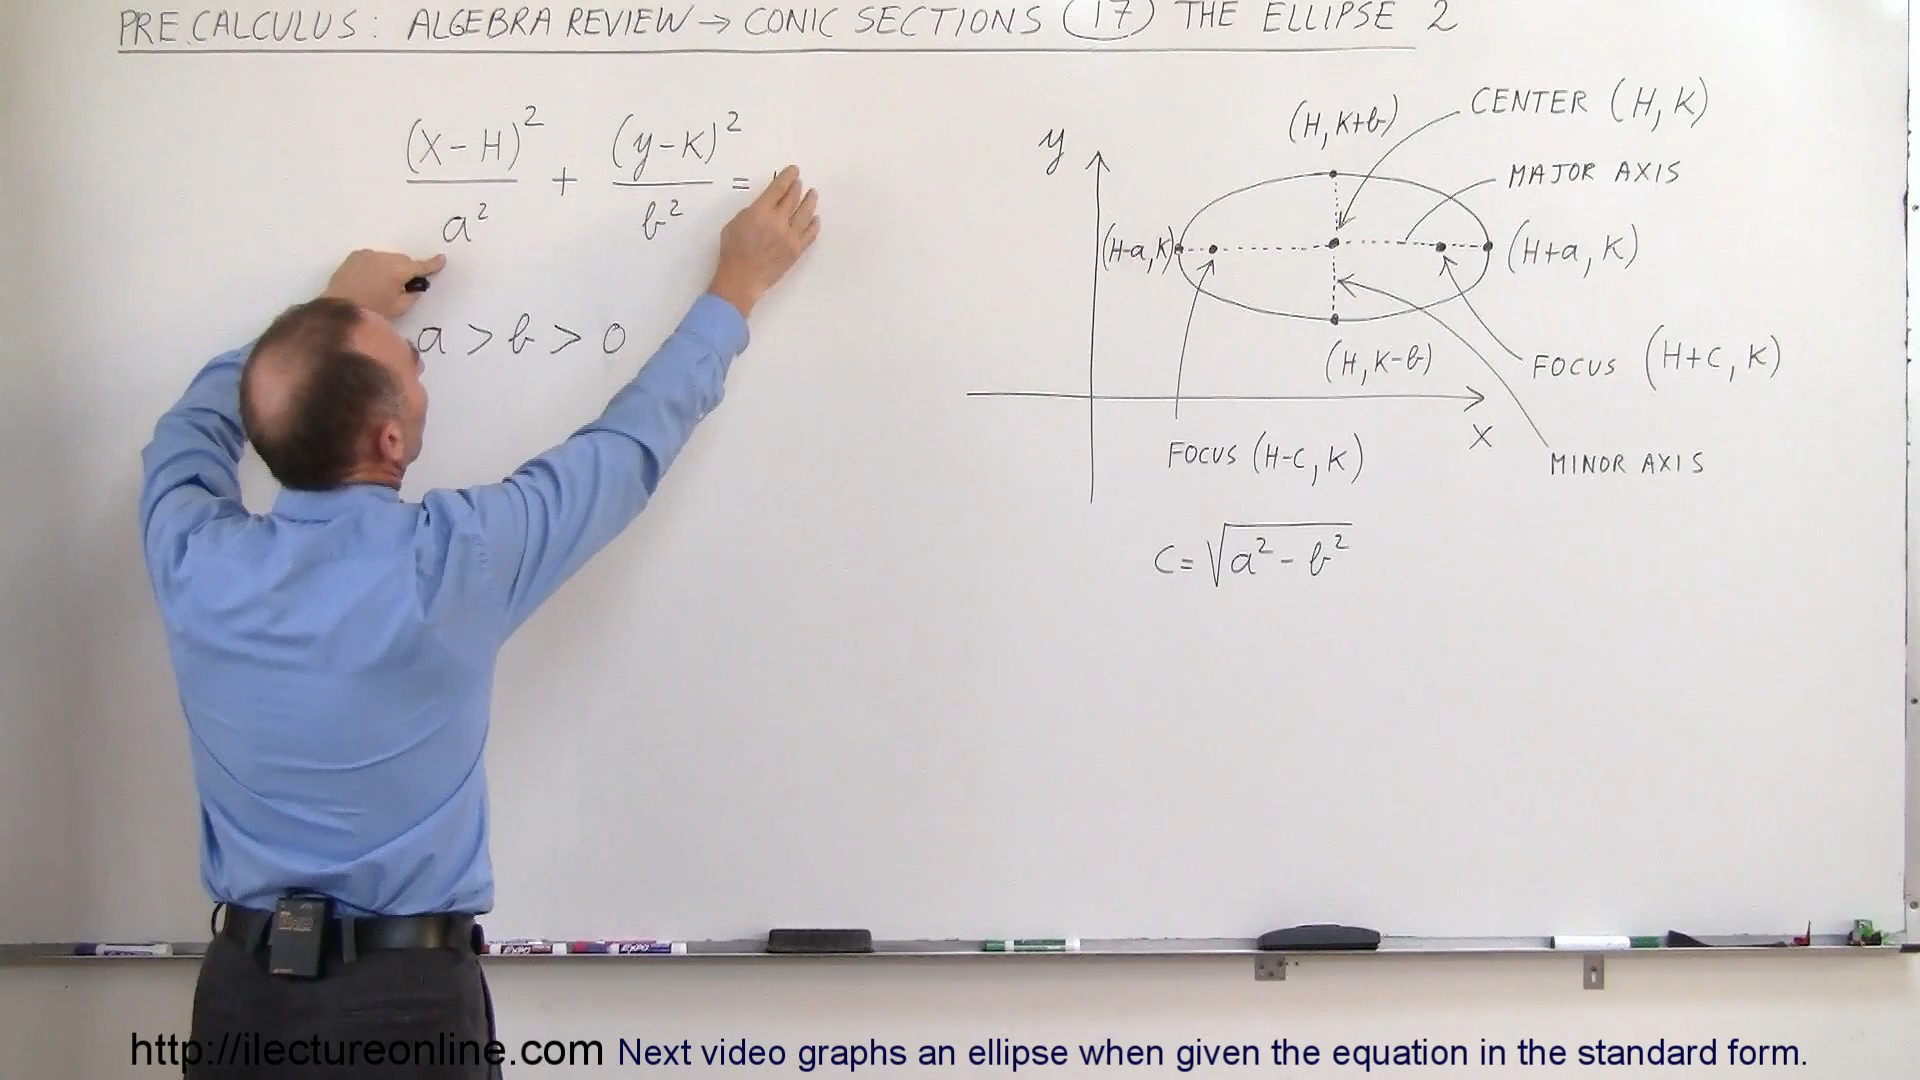 PRECALCULUS: ALGEBRA REVIEW → CONIC SECTIONS (17) THE ELLIPSE 2
(X-H)² / a² + (y-K)² / b² =
a > b > 0
y
(H, K+b)
CENTER (H, K)
MAJOR AXIS
(H-a, K)
(H+a, K)
(H, K-b)
FOCUS (H+C, K)
X
FOCUS (H-C, K)
MINOR AXIS
C = √a² - b²
http://ilectureonline.com Next video graphs an ellipse when given the equation in the standard form.